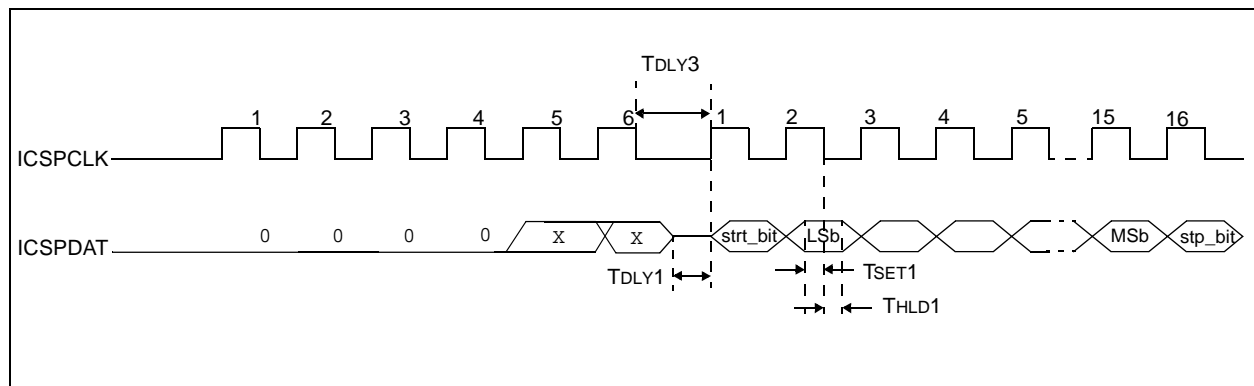 TDLY3
1 2 3 4 5 6 1 2 3 4 5 15 16
ICSPCLK
ICSPDAT 0 0 0 0 X X strt_bit LSb MSb stp_bit
TDLY1 TSET1
THLD1